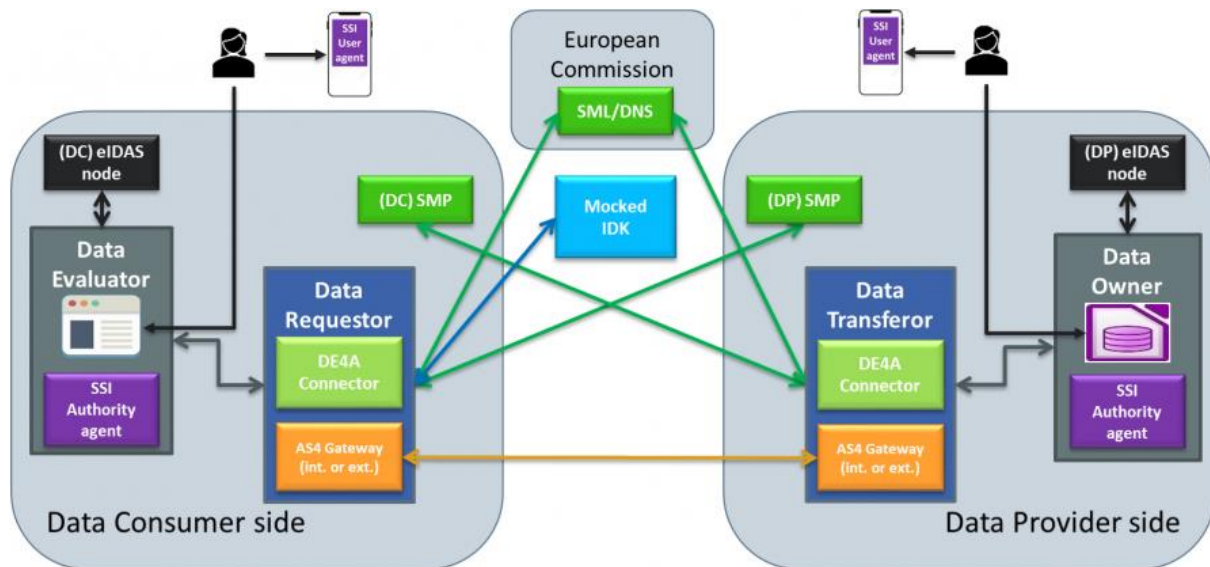 SSI
User
agent
European
Commission
SML/DNS
SSI
User
agent
(DC) eIDAS
node
(DP) eIDAS
node
(DC) SMP
Mocked
IDK
(DP) SMP
Data
Evaluator
SSI
Authority
agent
Data
Requestor
DE4A
Connector
AS4 Gateway
(int. or ext.)
Data
Transferor
DE4A
Connector
AS4 Gateway
(int. or ext.)
Data
Owner
SSI
Authority
agent
Data Consumer side
Data Provider side